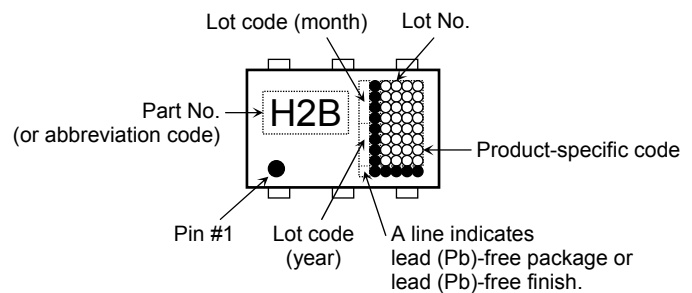 Lot code (month)
Lot No.
Part No.
(or abbreviation code)
H2B
Product-specific code
Pin #1
Lot code
(year)
A line indicates
lead (Pb)-free package or
lead (Pb)-free finish.